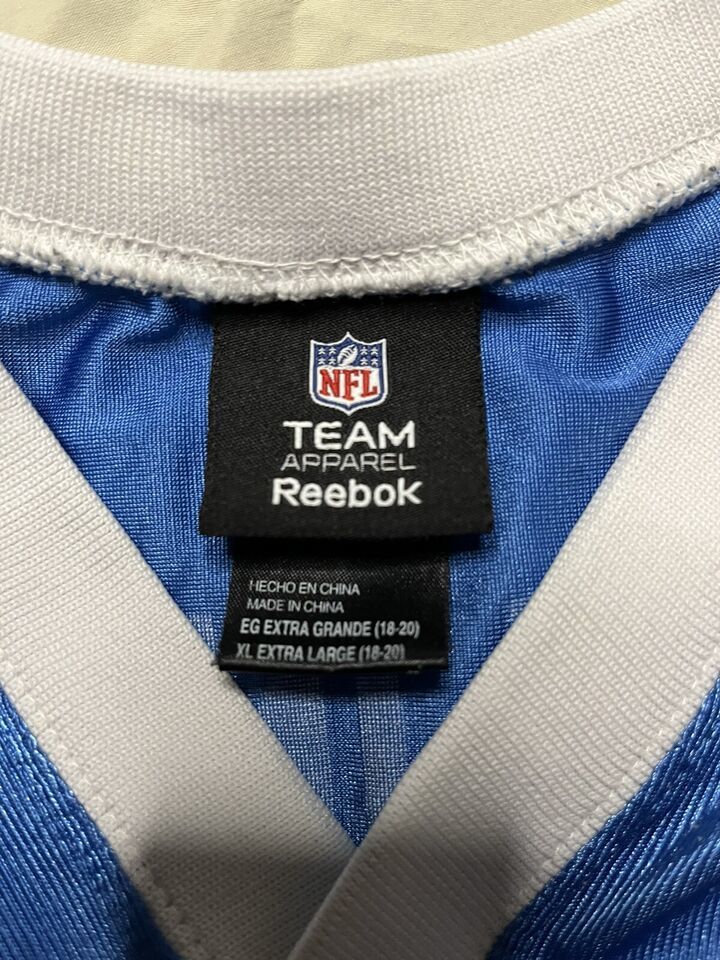 NFL
TEAM
APPAREL
Reebok
HECHO EN CHINA
MADE IN CHINA
EG EXTRA GRANDE (18-20)
XL EXTRA LARGE (18-20)